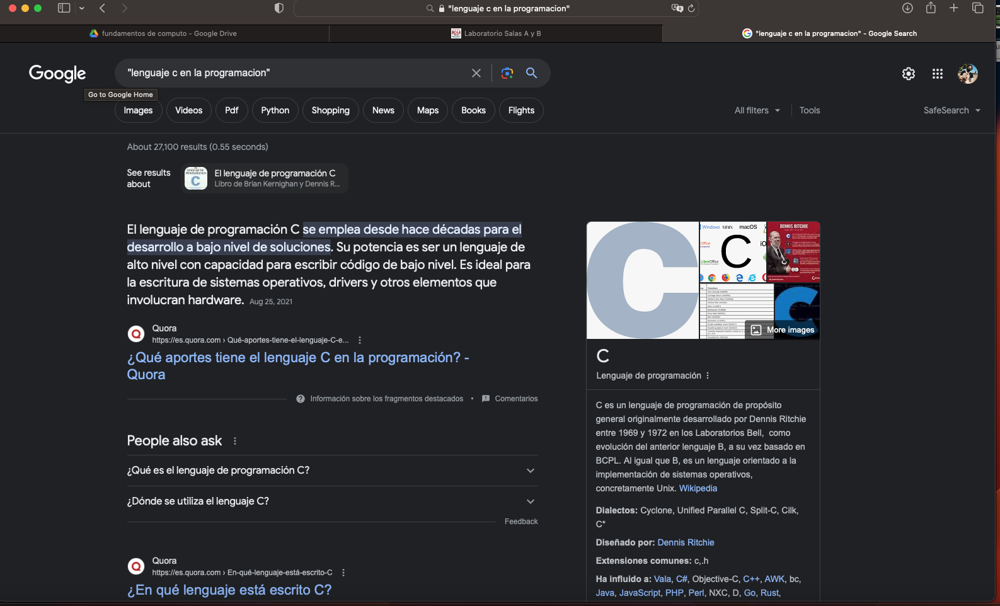 "lenguaje c en la programacion"
fundamentos de computo - Google Drive
Laboratorio Salas A y B
"lenguaje c en la programacion" - Google Search
Google
"lenguaje c en la programacion"
Go to Google Home
Images
Videos
Pdf
Python
Shopping
News
Maps
Books
Flights
All filters
Tools
SafeSearch
About 27,100 results (0.55 seconds)
See results
about
El lenguaje de programación C
Libro de Brian Kernighan y Dennis R...
El lenguaje de programación C se emplea desde hace décadas para el
desarrollo a bajo nivel de soluciones. Su potencia es ser un lenguaje de
alto nivel con capacidad para escribir código de bajo nivel. Es ideal para
la escritura de sistemas operativos, drivers y otros elementos que
involucran hardware. Aug 25, 2021
Quora
https://es.quora.com › Qué-aportes-tiene-el-lenguaje-C-e...
¿Qué aportes tiene el lenguaje C en la programación? -
Quora
Información sobre los fragmentos destacados • Comentarios
People also ask
¿Qué es el lenguaje de programación C?
¿Dónde se utiliza el lenguaje C?
Feedback
Quora
https://es.quora.com › En-qué-lenguaje-está-escrito-C
¿En qué lenguaje está escrito C?
C
Windows unix macOS
Office
C
LibreOffice
DENNIS RITCHIE
C
More images
C
Lenguaje de programación
C es un lenguaje de programación de propósito
general originalmente desarrollado por Dennis Ritchie
entre 1969 y 1972 en los Laboratorios Bell, como
evolución del anterior lenguaje B, a su vez basado en
BCPL. Al igual que B, es un lenguaje orientado a la
implementación de sistemas operativos,
concretamente Unix. Wikipedia
Dialectos: Cyclone, Unified Parallel C, Split-C, Cilk,
C*
Diseñado por: Dennis Ritchie
Extensiones comunes: c,.h
Ha influido a: Vala, C#, Objective-C, C++, AWK, bc,
Java, JavaScript, PHP, Perl, NXC, D, Go, Rust,